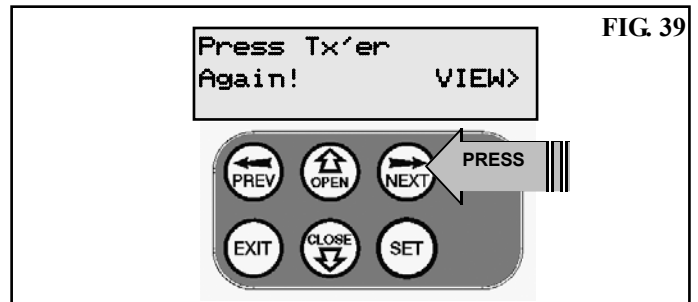 FIG. 39
Press Tx'er
Again! VIEW>
PRESS
PREV OPEN NEXT
EXIT CLOSE SET